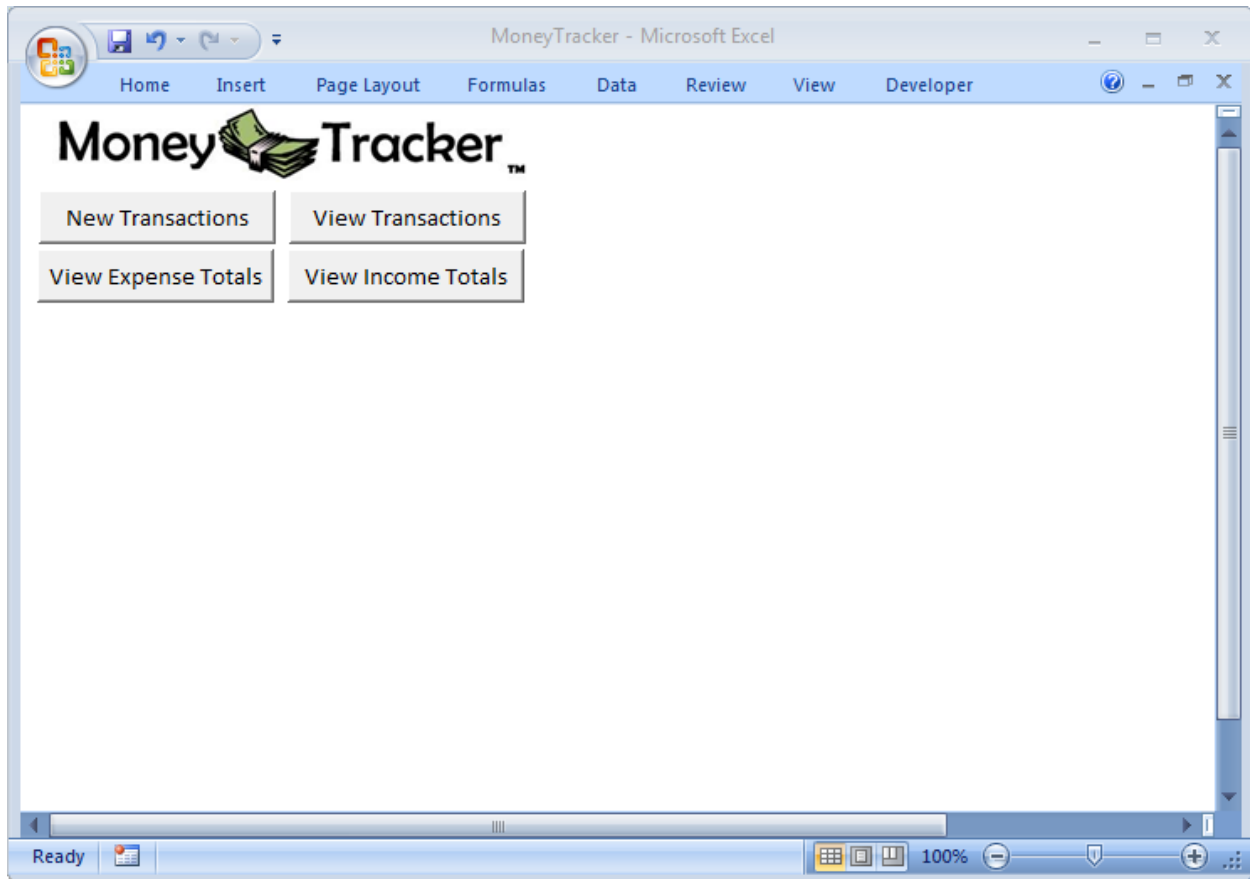 MoneyTracker - Microsoft Excel
Home Insert Page Layout Formulas Data Review View Developer
Money Tracker TM
New Transactions View Transactions
View Expense Totals View Income Totals
Ready 100%